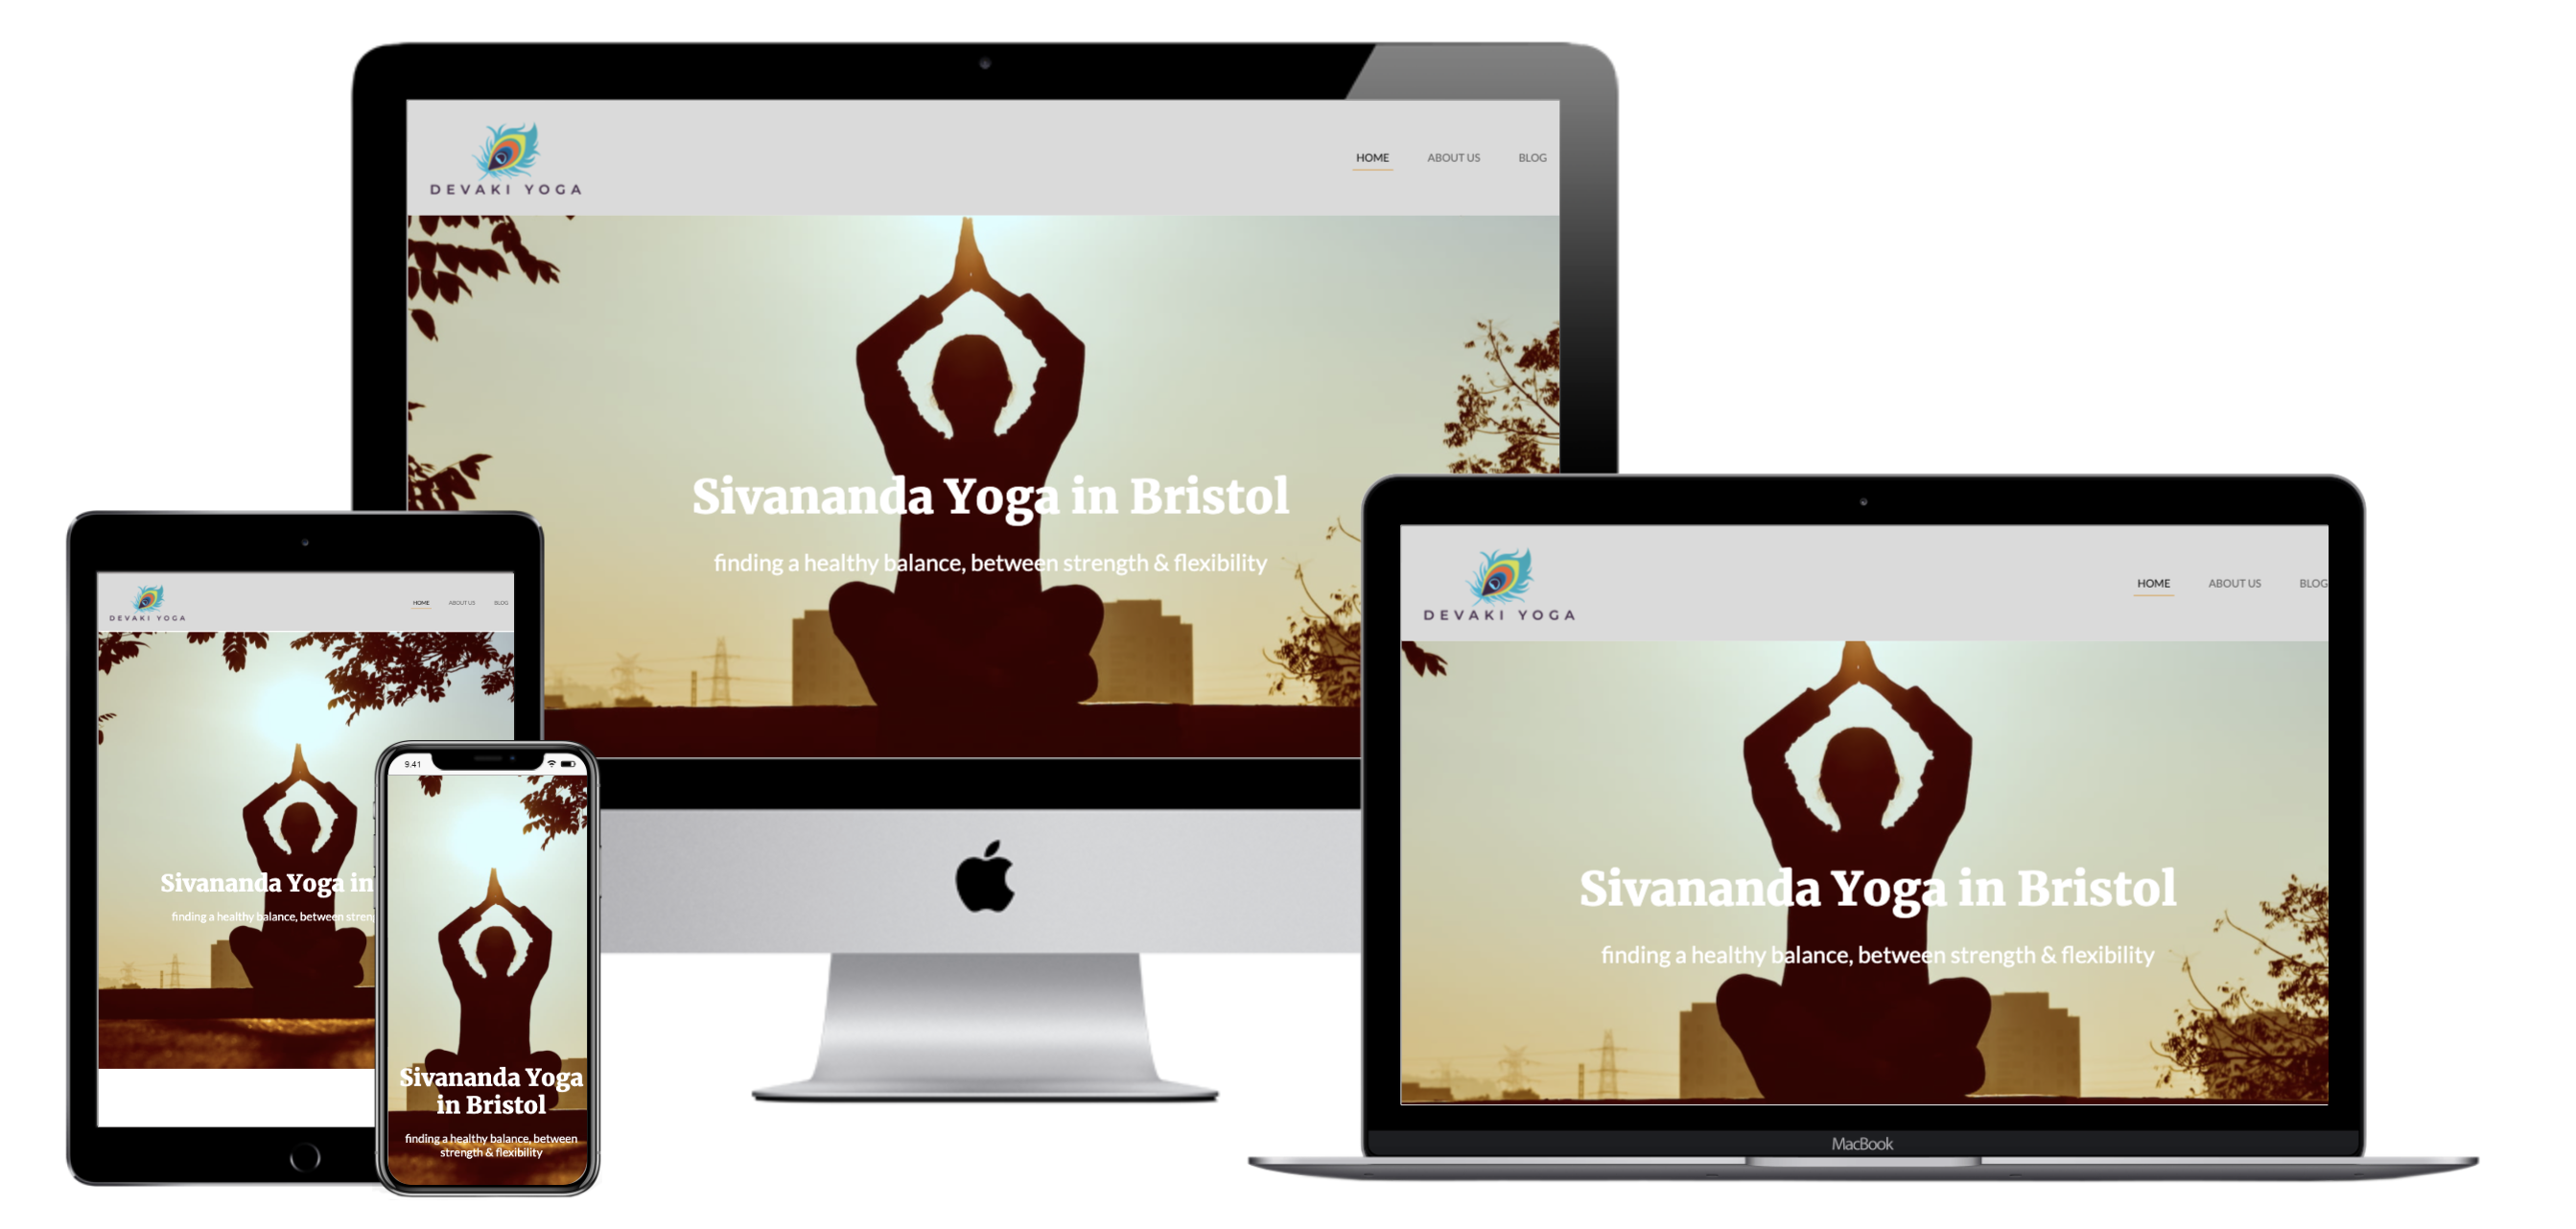 DEVAKI YOGA
HOME ABOUT US BLOG
Sivananda Yoga in Bristol
finding a healthy balance, between strength & flexibility
DEVAKI YOGA
HOME ABOUT US BLOG
Sivananda Yoga in
finding a healthy balance, between
9.41
Sivananda Yoga
in Bristol
finding a healthy balance, between
strength & flexibility
DEVAKI YOGA
HOME ABOUT US BLOG
Sivananda Yoga in Bristol
finding a healthy balance, between strength & flexibility
MacBook